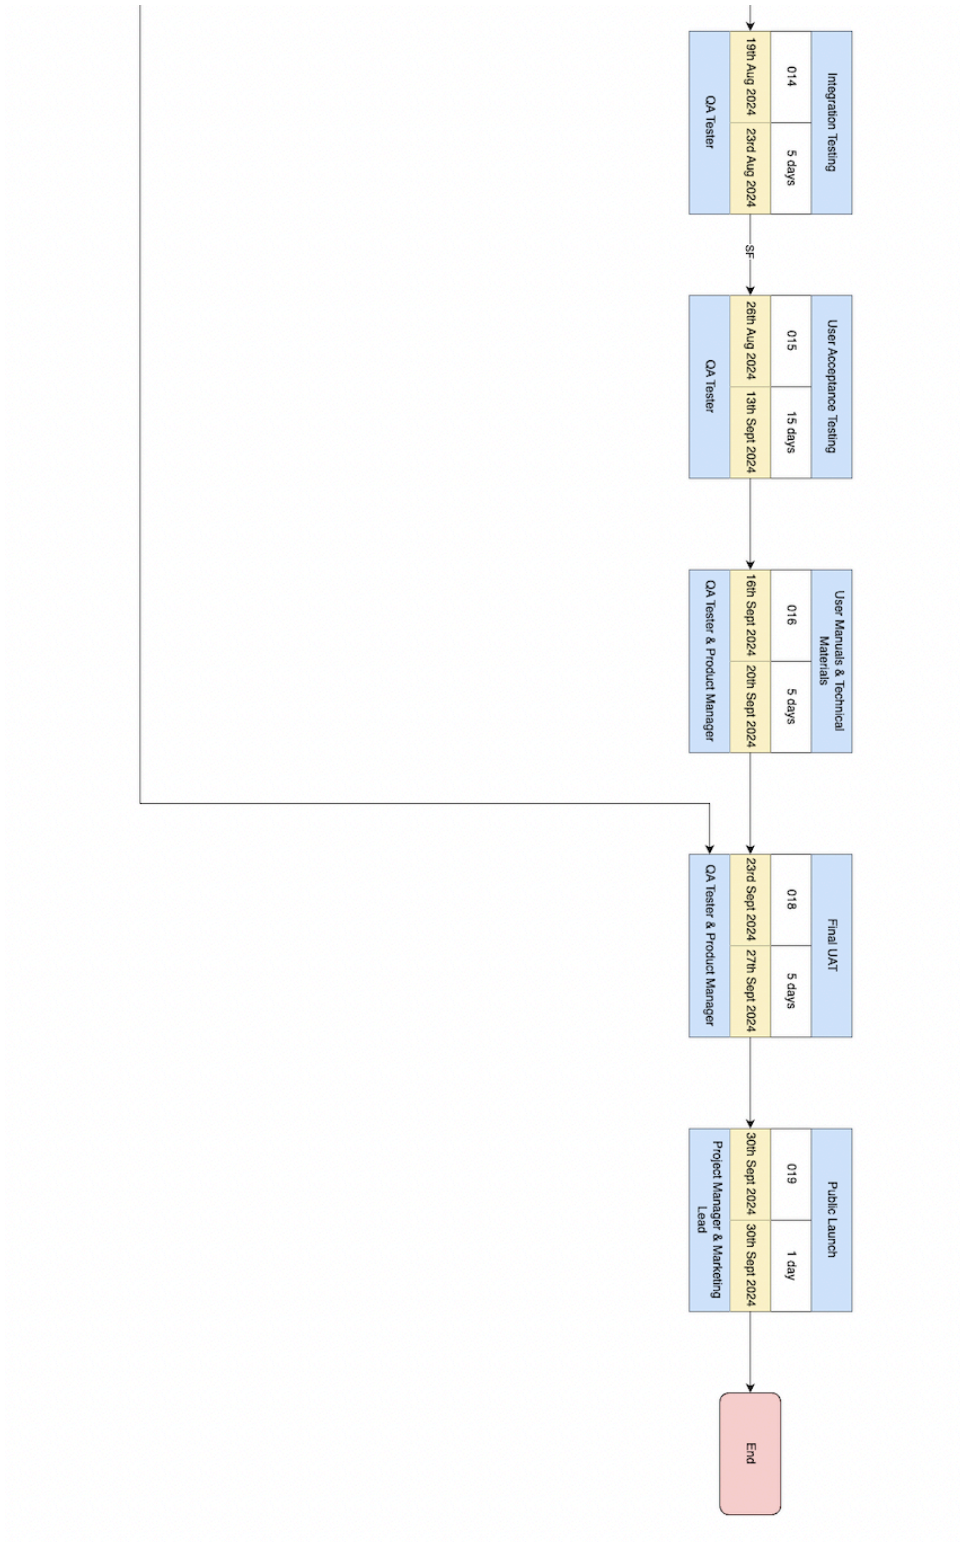 Integration Testing
014
5 days
19th Aug 2024
23rd Aug 2024
QA Tester
SF
User Acceptance Testing
015
15 days
26th Aug 2024
13th Sept 2024
QA Tester
User Manuals & Technical
Materials
016
5 days
16th Sept 2024
20th Sept 2024
QA Tester & Product Manager
Final UAT
018
5 days
23rd Sept 2024
27th Sept 2024
QA Tester & Product Manager
Public Launch
019
1 day
30th Sept 2024
30th Sept 2024
Project Manager & Marketing
Lead
End